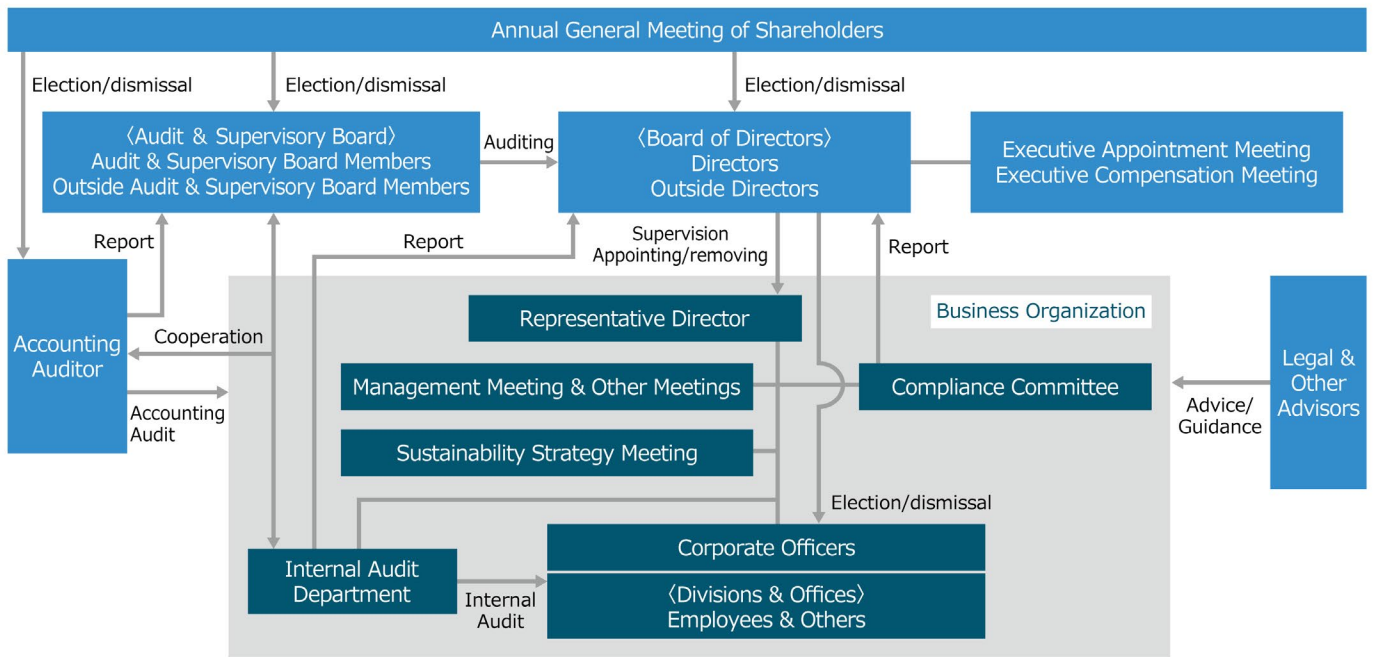 Annual General Meeting of Shareholders
Election/dismissal
Election/dismissal
Election/dismissal
〈Audit & Supervisory Board〉
Audit & Supervisory Board Members
Outside Audit & Supervisory Board Members
Auditing
〈Board of Directors〉
Directors
Outside Directors
Executive Appointment Meeting
Executive Compensation Meeting
Report
Report
Supervision
Appointing/removing
Report
Accounting
Auditor
Cooperation
Accounting
Audit
Representative Director
Business Organization
Management Meeting & Other Meetings
Compliance Committee
Legal &
Other
Advisors
Advice/
Guidance
Sustainability Strategy Meeting
Election/dismissal
Internal Audit
Department
Internal
Audit
Corporate Officers
〈Divisions & Offices〉
Employees & Others